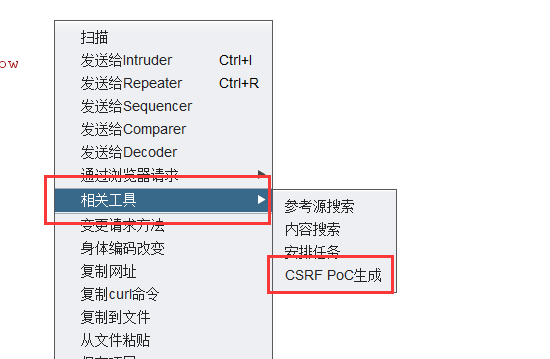 ow
扫描
发送给Intruder Ctrl+I
发送给Repeater Ctrl+R
发送给Sequencer
发送给Comparer
发送给Decoder
通过浏览器请求
相关工具
参考源搜索
变更请求方法
内容搜索
身体编码改变
安排任务
复制网址
CSRF PoC生成
复制curl命令
复制到文件
从文件粘贴